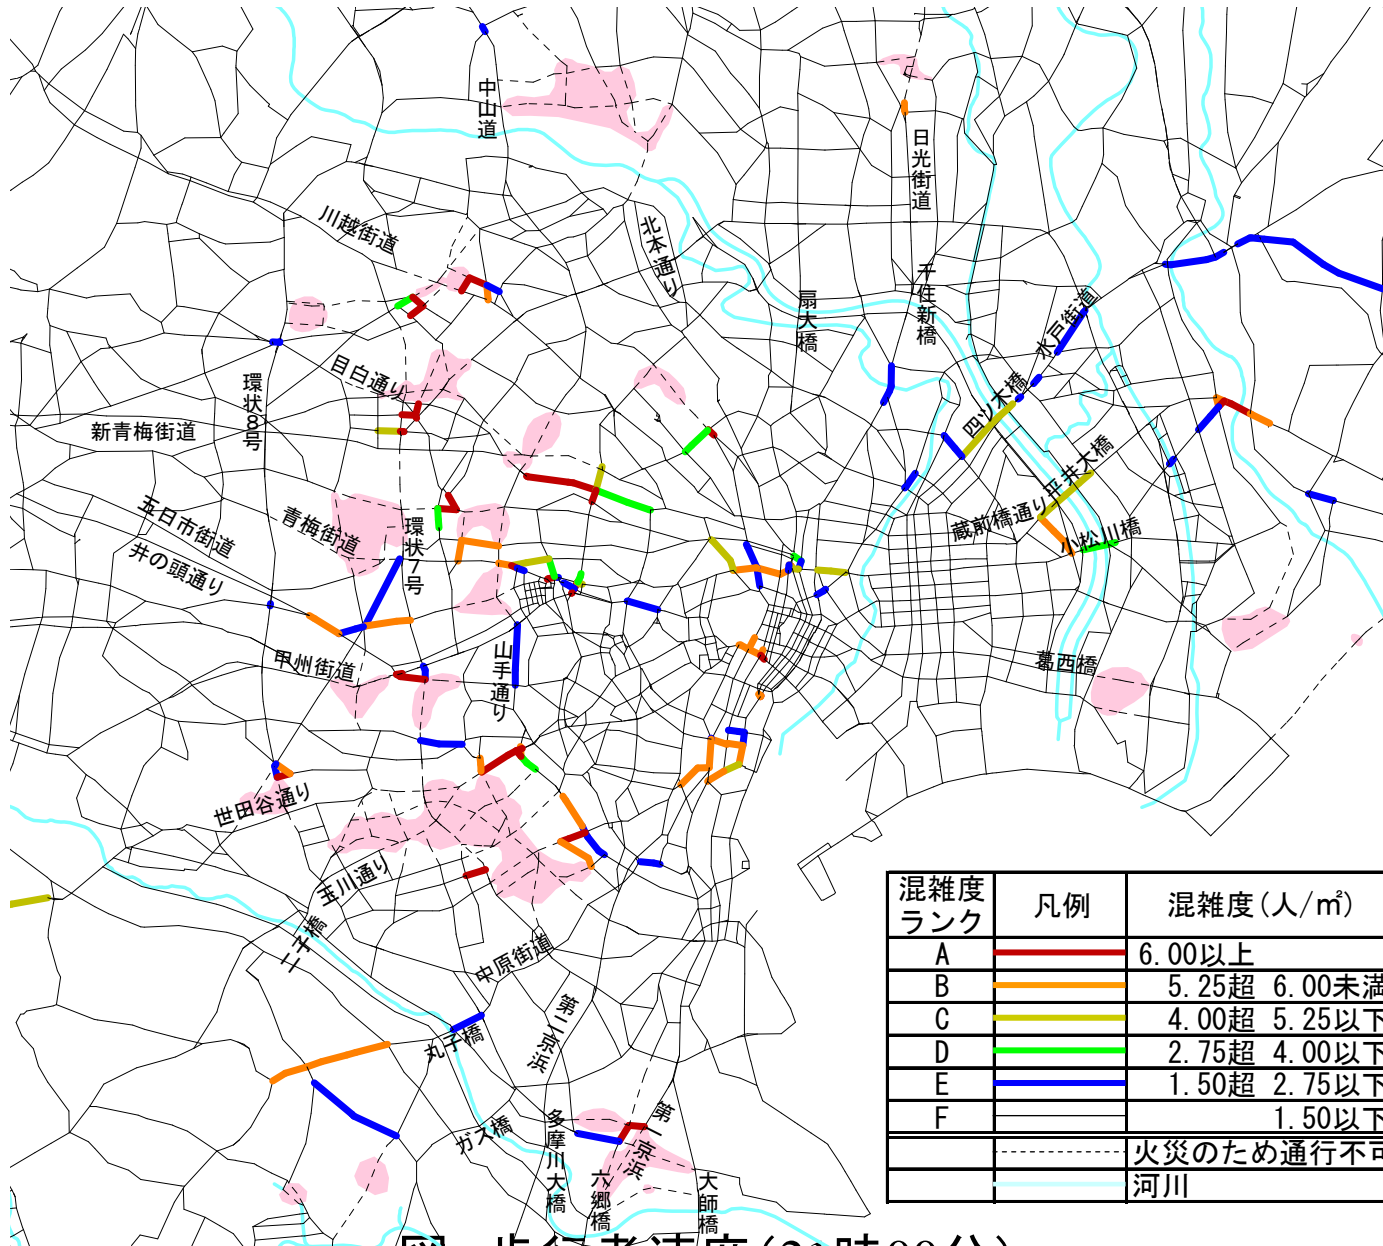 中山道
日光街道
川越街道
北本通り
千住新橋
扇大橋
水戸街道
目白通り
環状8号
四ツ木橋
新青梅街道
平井大橋
五日市街道
青梅街道
環状7号
蔵前橋通り
小松川橋
井の頭通り
甲州街道
山手通り
葛西橋
世田谷通り
玉川通り
二子橋
中原街道
第二京浜
丸子橋
ガス橋
多摩川大橋
六郷橋
第一京浜
大師橋
混雑度ランク 凡例 混雑度(人/㎡)
A 6.00以上
B 5.25超 6.00未満
C 4.00超 5.25以下
D 2.75超 4.00以下
E 1.50超 2.75以下
F 1.50以下
火災のため通行不可
河川